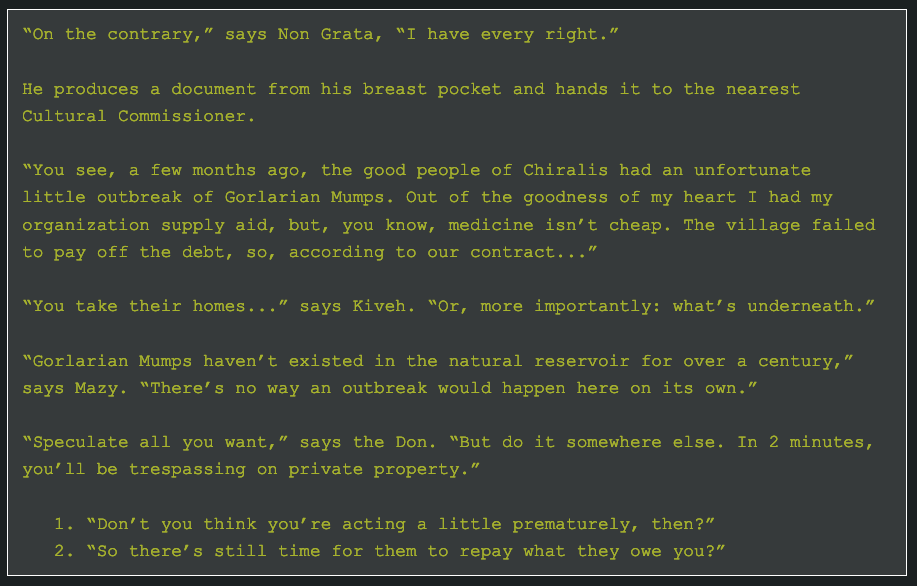 “On the contrary,” says Non Grata, “I have every right.”
He produces a document from his breast pocket and hands it to the nearest
Cultural Commissioner.
“You see, a few months ago, the good people of Chiralis had an unfortunate
little outbreak of Gorlarian Mumps. Out of the goodness of my heart I had my
organization supply aid, but, you know, medicine isn’t cheap. The village failed
to pay off the debt, so, according to our contract...”
“You take their homes...” says Kiveh. “Or, more importantly: what’s underneath.”
“Gorlarian Mumps haven’t existed in the natural reservoir for over a century,”
says Mazy. “There’s no way an outbreak would happen here on its own.”
“Speculate all you want,” says the Don. “But do it somewhere else. In 2 minutes,
you’ll be trespassing on private property.”
1. “Don’t you think you’re acting a little prematurely, then?”
2. “So there’s still time for them to repay what they owe you?”